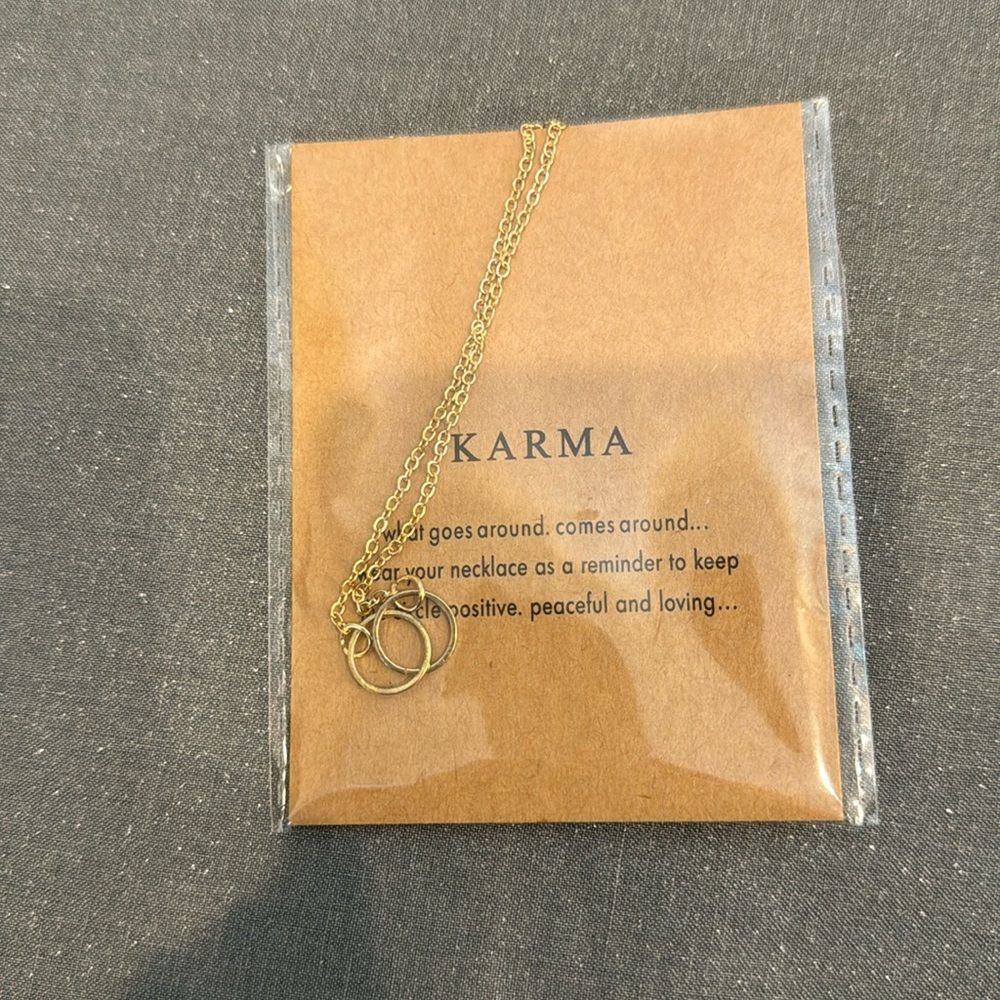 KARMA
what goes around. comes around...
your necklace as a reminder to keep
positive. peaceful and loving...